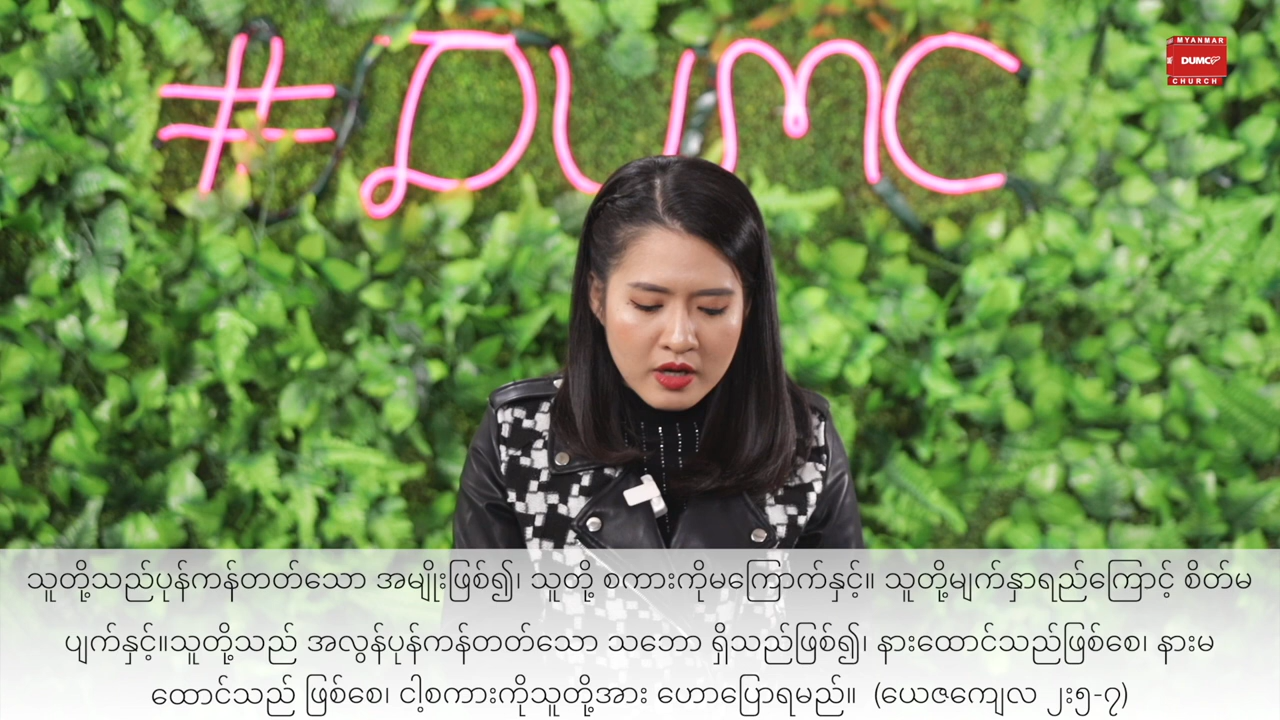 #DUMC
MYANMAR
DUMC
CHURCH
သူတို့သည်ပုန်ကန်တတ်သော အမျိုးဖြစ်၍၊ သူတို့ စကားကိုမကြောက်နှင့်။ သူတို့မျက်နှာရည်ကြောင့် စိတ်မ
ပျက်နှင့်။သူတို့သည် အလွန်ပုန်ကန်တတ်သော သဘော ရှိသည်ဖြစ်၍၊ နားထောင်သည်ဖြစ်စေ၊ နားမ
ထောင်သည် ဖြစ်စေ၊ ငါ့စကားကိုသူတို့အား ဟောပြောရမည်။ (ယေဇကျေလ ၂း၅-၇)